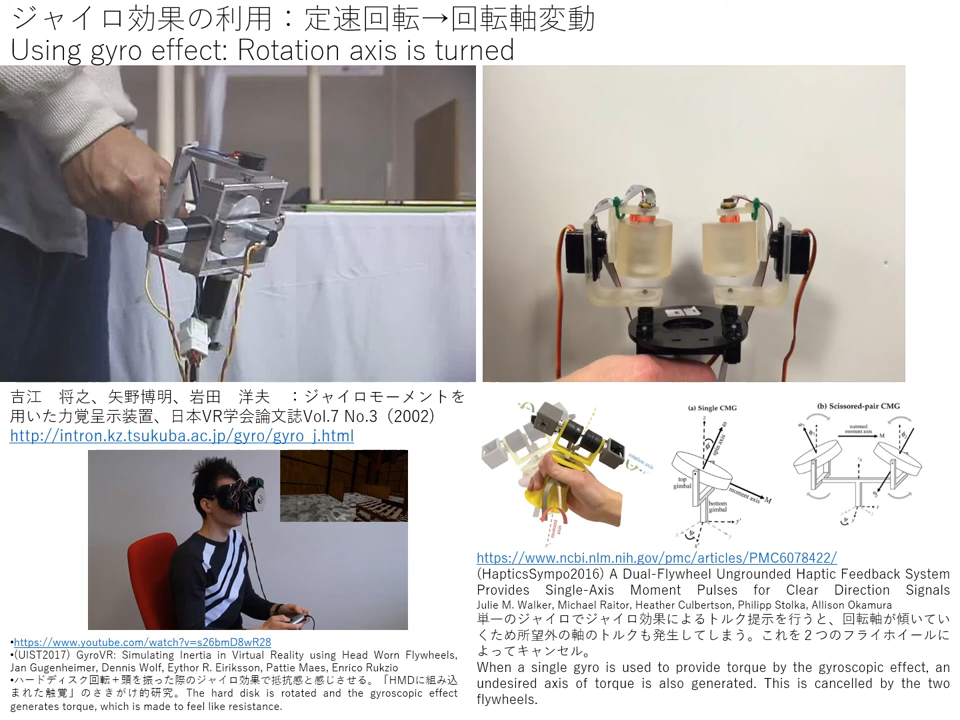 ジャイロ効果の利用：定速回転→回転軸変動
Using gyro effect: Rotation axis is turned
吉江　将之、矢野博明、岩田　洋夫　：ジャイロモーメントを
用いた力覚呈示装置、日本VR学会論文誌Vol.7 No.3（2002）
http://intron.kz.tsukuba.ac.jp/gyro/gyro_j.html
•https://www.youtube.com/watch?v=s26bmD8wR28
•(UIST2017) GyroVR: Simulating Inertia in Virtual Reality using Head Worn Flywheels,
Jan Gugenheimer, Dennis Wolf, Eythor R. Eiriksson, Pattie Maes, Enrico Rukzio
•ハードディスク回転＋頭を振った際のジャイロ効果で抵抗感と感じさせる。「HMDに組み込
まれた触覚」のさきがけ的研究。The hard disk is rotated and the gyroscopic effect
generates torque, which is made to feel like resistance.
(a) Single CMG
spin axis
top
gimbal
moment axis
M
bottom
gimbal
(b) Scissored-pair CMG
summed
moment axis
M
https://www.ncbi.nlm.nih.gov/pmc/articles/PMC6078422/
(HapticsSympo2016) A Dual-Flywheel Ungrounded Haptic Feedback System
Provides Single-Axis Moment Pulses for Clear Direction Signals
Julie M. Walker, Michael Raitor, Heather Culbertson, Philipp Stolka, Allison Okamura
単一のジャイロでジャイロ効果によるトルク提示を行うと、回転軸が傾いてい
くため所望外の軸のトルクも発生してしまう。これを２つのフライホイールに
よってキャンセル。
When a single gyro is used to provide torque by the gyroscopic effect, an
undesired axis of torque is also generated. This is cancelled by the two
flywheels.